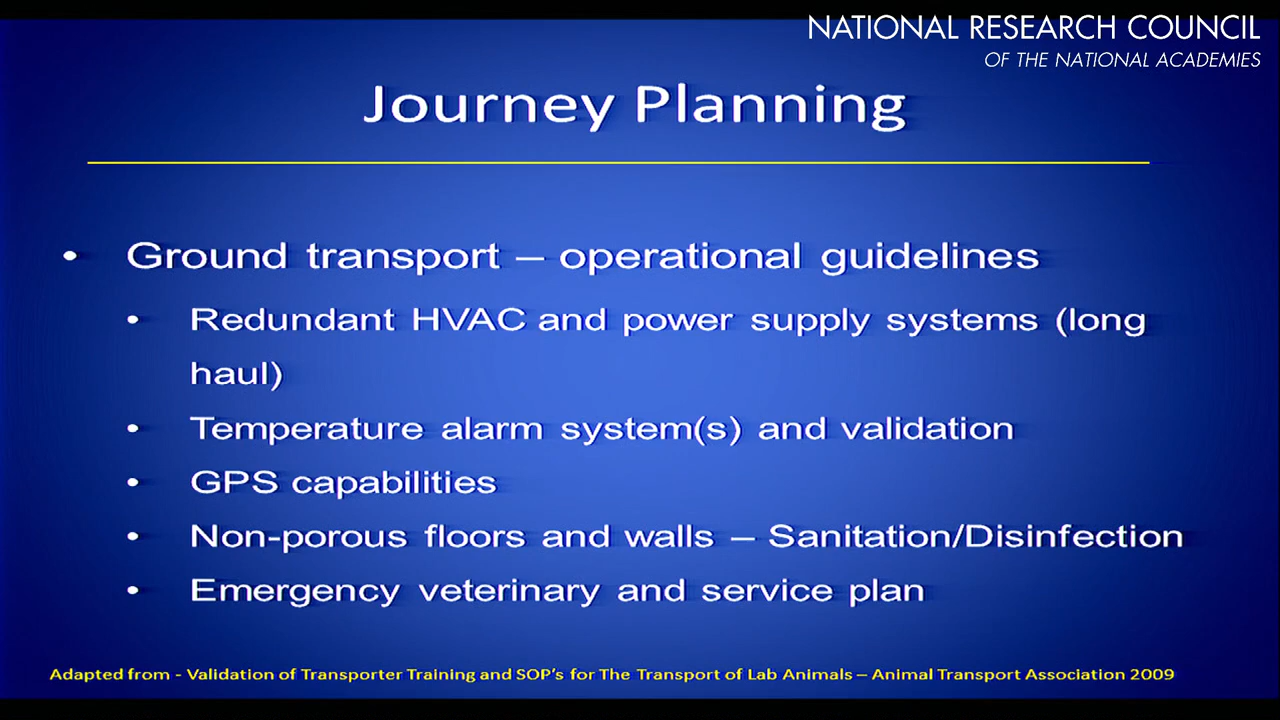 NATIONAL RESEARCH COUNCIL
OF THE NATIONAL ACADEMIES
Journey Planning
• Ground transport – operational guidelines
• Redundant HVAC and power supply systems (long
haul)
• Temperature alarm system(s) and validation
• GPS capabilities
• Non-porous floors and walls – Sanitation/Disinfection
• Emergency veterinary and service plan
Adapted from - Validation of Transporter Training and SOP's for The Transport of Lab Animals – Animal Transport Association 2009